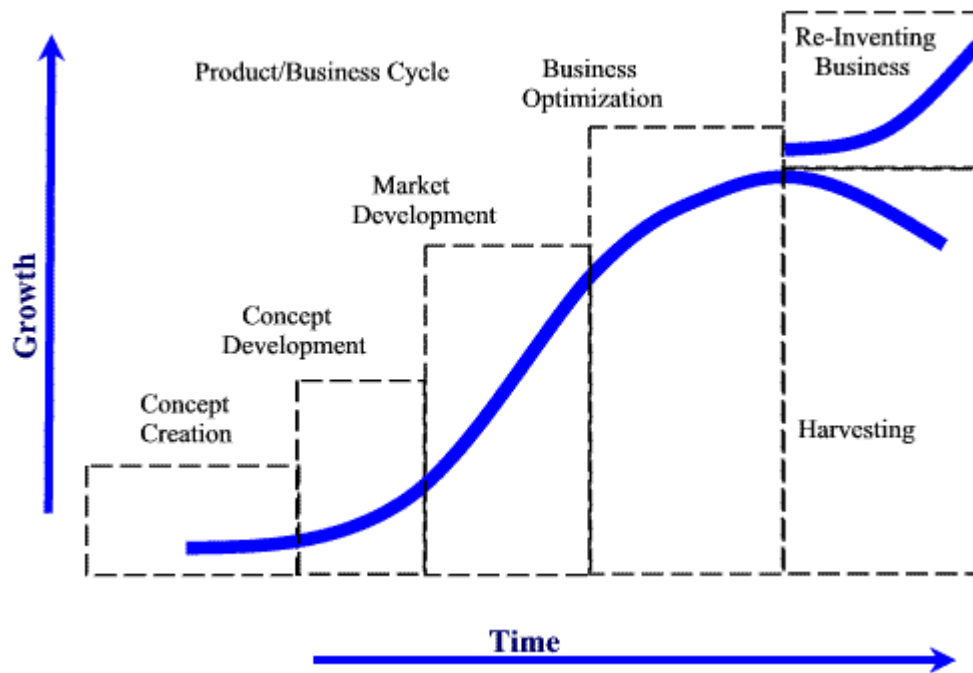 Re-Inventing
Business
Product/Business Cycle
Business
Optimization
Market
Development
Concept
Development
Concept
Creation
Harvesting
Growth
Time